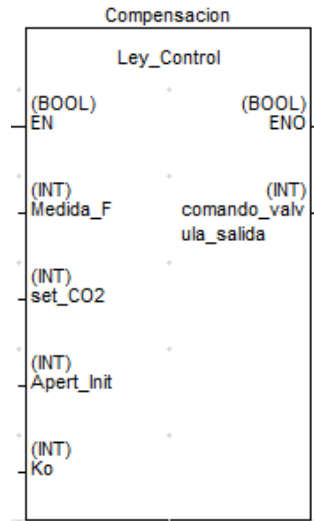 Compensacion
Ley_Control
(BOOL) (BOOL)
EN ENO
(INT) (INT)
Medida_F comando_valv
ula_salida
(INT)
set_CO2
(INT)
Apert_Init
(INT)
Ko